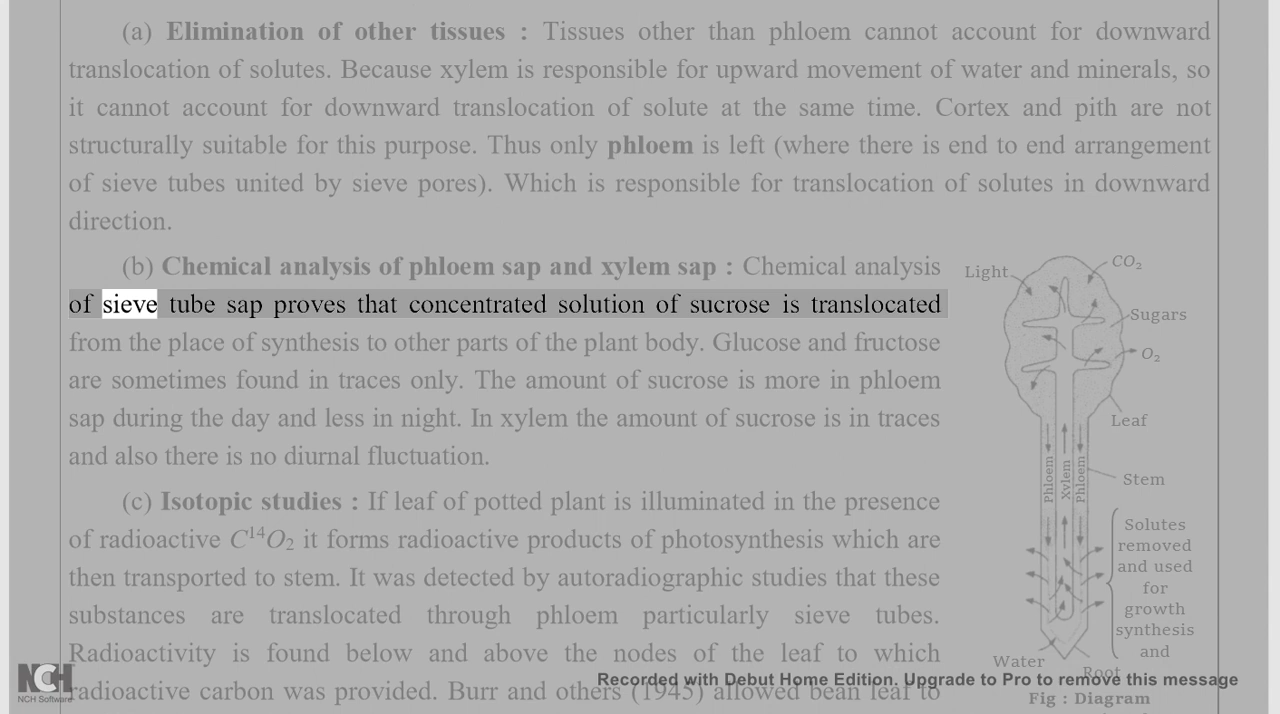 (a) Elimination of other tissues : Tissues other than phloem cannot account for downward
translocation of solutes. Because xylem is responsible for upward movement of water and minerals, so
it cannot account for downward translocation of solute at the same time. Cortex and pith are not
structurally suitable for this purpose. Thus only phloem is left (where there is end to end arrangement
of sieve tubes united by sieve pores). Which is responsible for translocation of solutes in downward
direction.
(b) Chemical analysis of phloem sap and xylem sap : Chemical analysis
of sieve tube sap proves that concentrated solution of sucrose is translocated
from the place of synthesis to other parts of the plant body. Glucose and fructose
are sometimes found in traces only. The amount of sucrose is more in phloem
sap during the day and less in night. In xylem the amount of sucrose is in traces
and also there is no diurnal fluctuation.
(c) Isotopic studies : If leaf of potted plant is illuminated in the presence
of radioactive C¹⁴O₂ it forms radioactive products of photosynthesis which are
then transported to stem. It was detected by autoradiographic studies that these
substances are translocated through phloem particularly sieve tubes.
Radioactivity is found below and above the nodes of the leaf to which
radioactive carbon was provided. Burr and others (1945) allowed bean leaf to
Light
CO₂
Sugars
O₂
Leaf
Phloem
Xylem
Phloem
Stem
Solutes
removed
and used
for
growth
synthesis
and
Water
Root
Fig : Diagram
NCH
NCH Software
Recorded with Debut Home Edition. Upgrade to Pro to remove this message